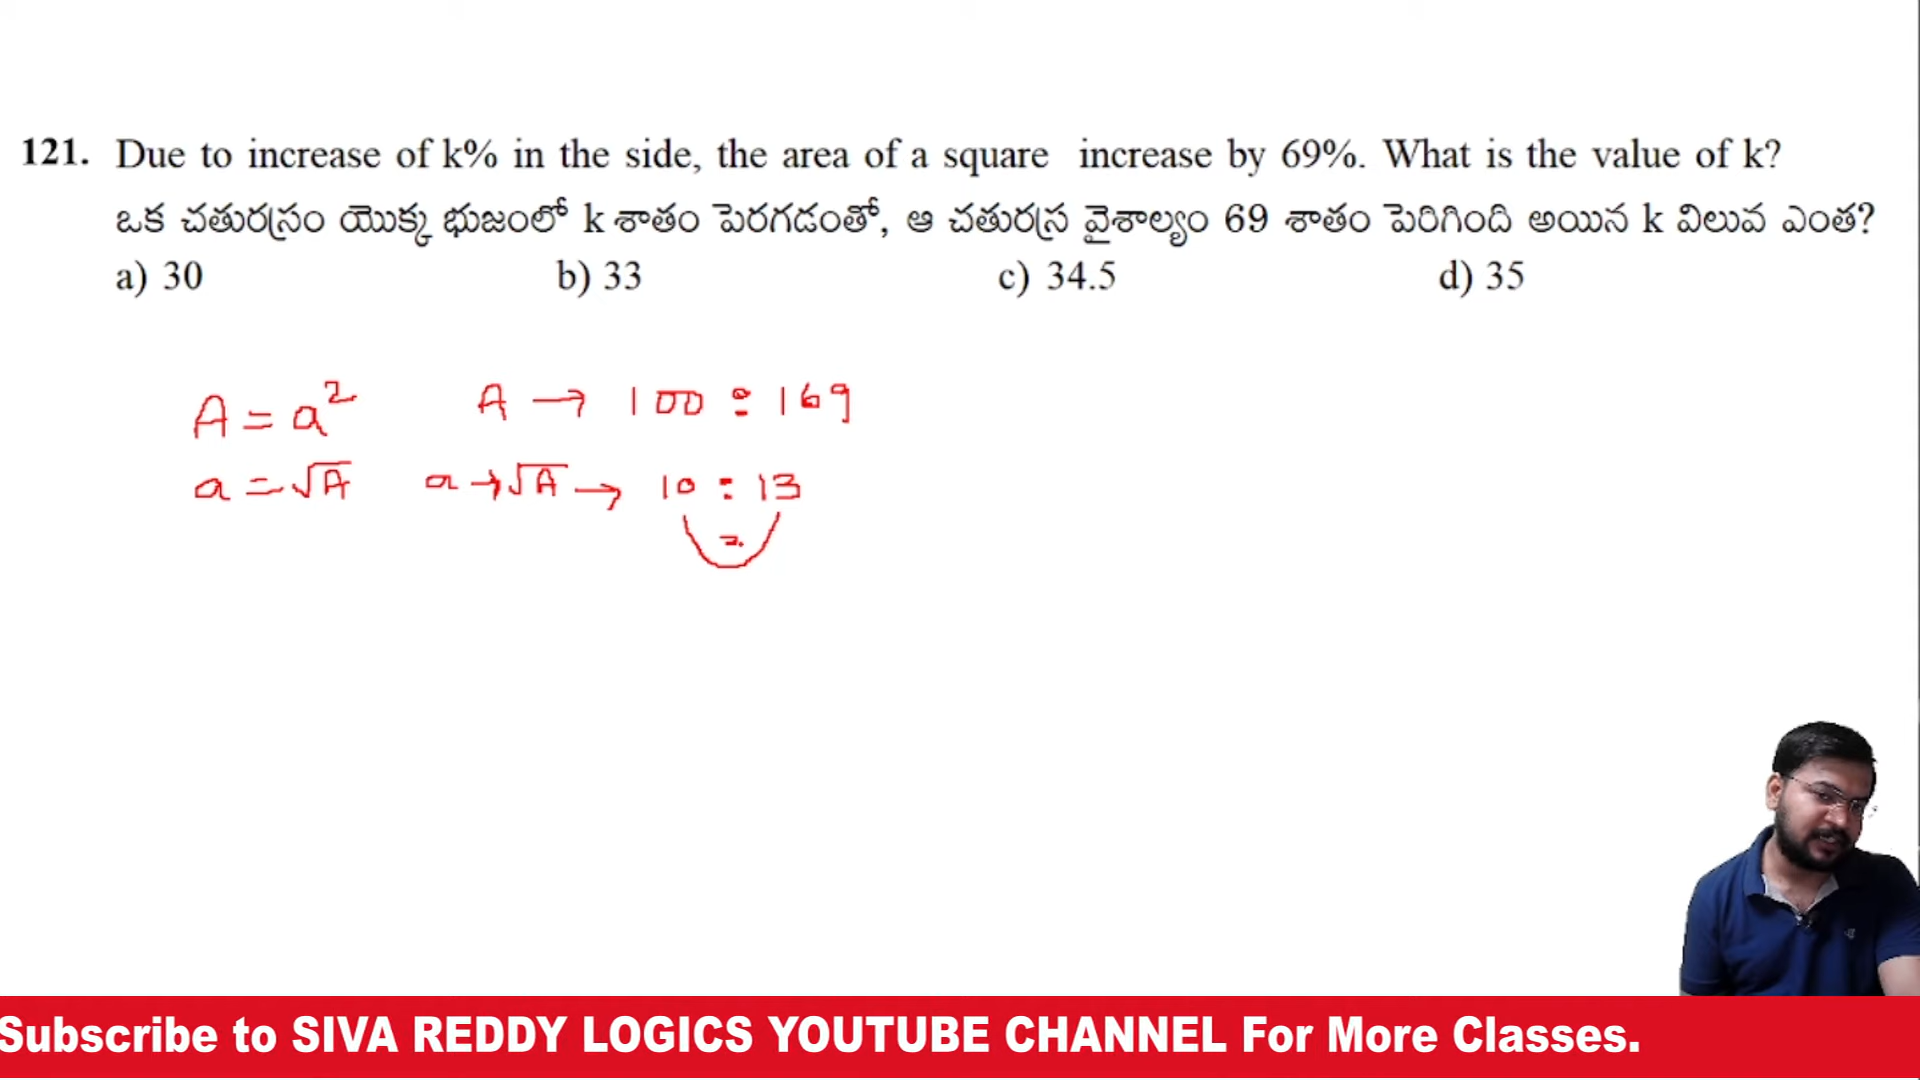 121. Due to increase of k% in the side, the area of a square increase by 69%. What is the value of k?
ఒక చతురస్రం యొక్క భుజంలో k శాతం పెరగడంతో, ఆ చతురస్ర వైశాల్యం 69 శాతం పెరిగింది అయిన k విలువ ఎంత?
a) 30 b) 33 c) 34.5 d) 35
A = a² A → 100 : 169
a = √A a → √A → 10 : 13
Subscribe to SIVA REDDY LOGICS YOUTUBE CHANNEL For More Classes.